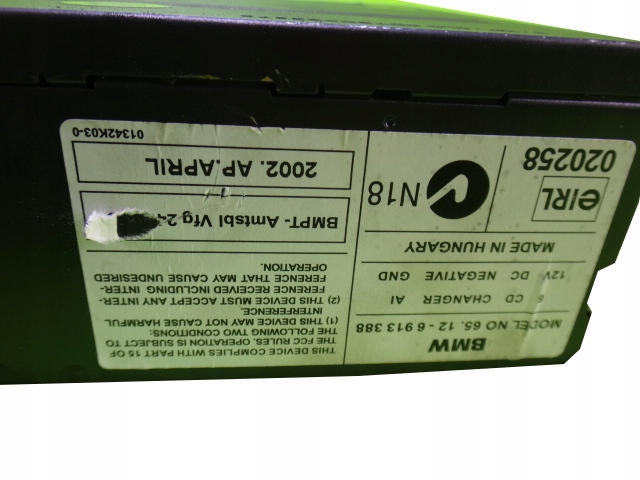 BMW
MODEL NO 65. 12 - 6 913 388
6 CD CHANGER AI
12V DC NEGATIVE GND
MADE IN HUNGARY
eIRL
020258
N18
THIS DEVICE COMPLIES WITH PART 15 OF
THE FCC RULES. OPERATION IS SUBJECT TO
THE FOLLOWING TWO CONDITIONS:
(1) THIS DEVICE MAY NOT CAUSE HARMFUL
INTERFERENCE.
(2) THIS DEVICE MUST ACCEPT ANY INTER-
FERENCE RECEIVED INCLUDING INTER-
FERENCE THAT MAY CAUSE UNDESIRED
OPERATION.
BMPT- Amtsbl Vfg 24
2002. AP.APRIL
01342K03-0